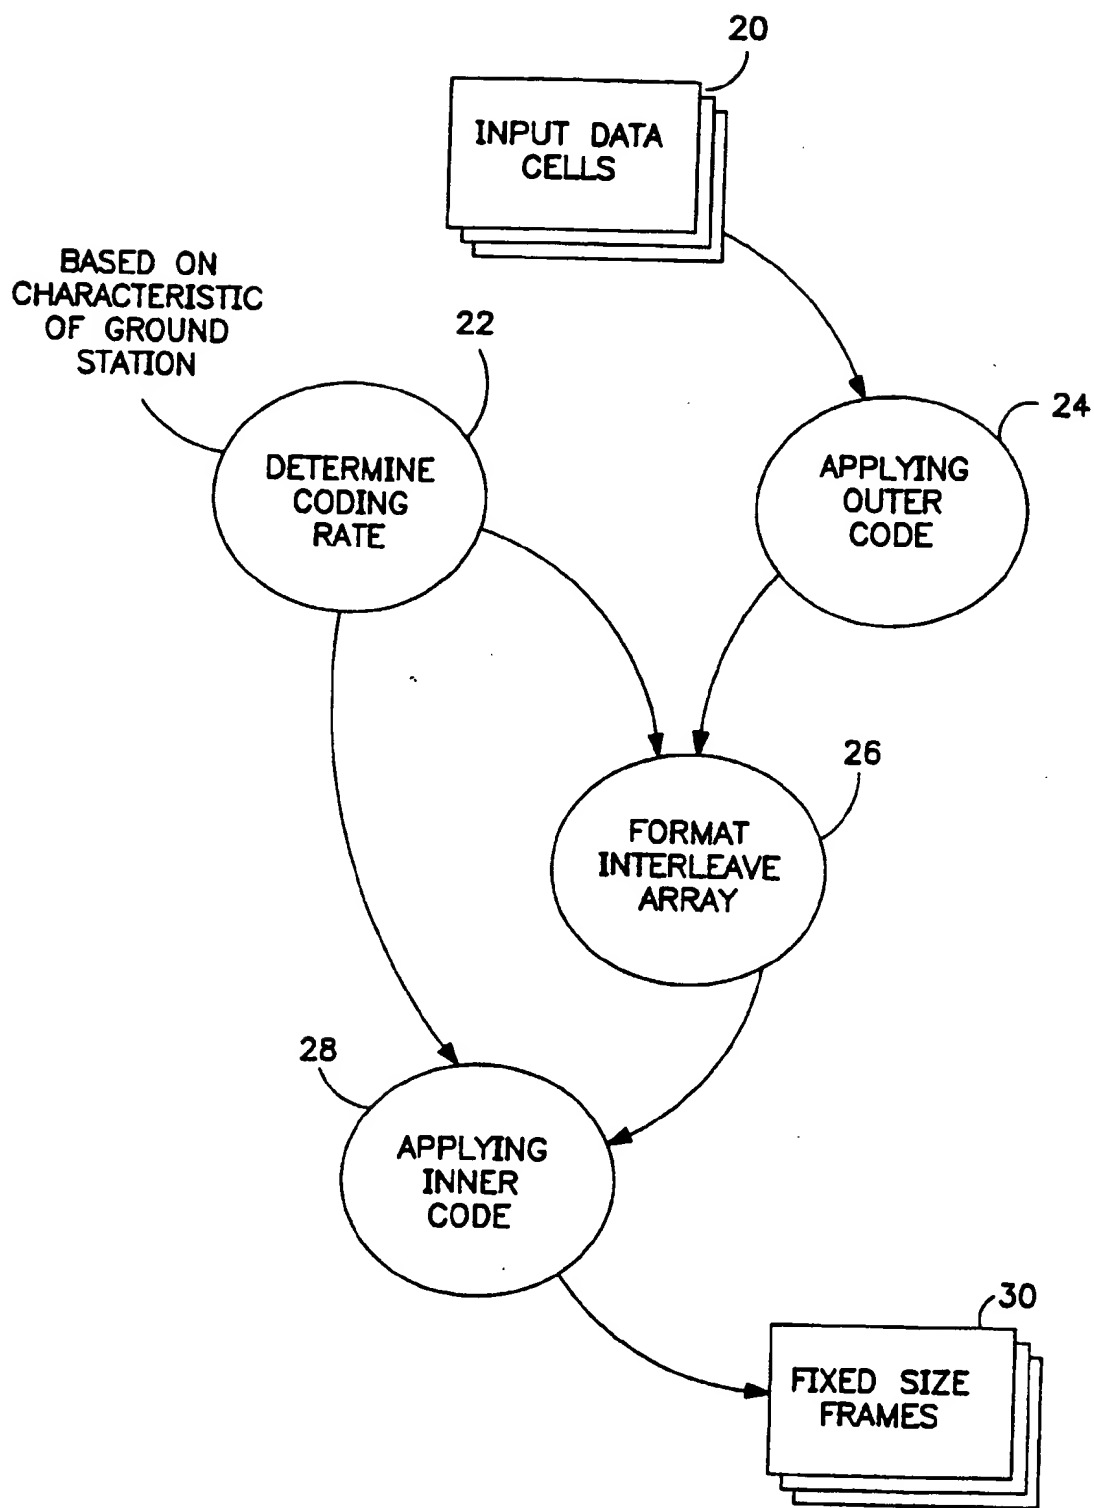 20
INPUT DATA
CELLS
BASED ON
CHARACTERISTIC
OF GROUND
STATION
22
24
DETERMINE
CODING
RATE
APPLYING
OUTER
CODE
26
FORMAT
INTERLEAVE
ARRAY
28
APPLYING
INNER
CODE
30
FIXED SIZE
FRAMES